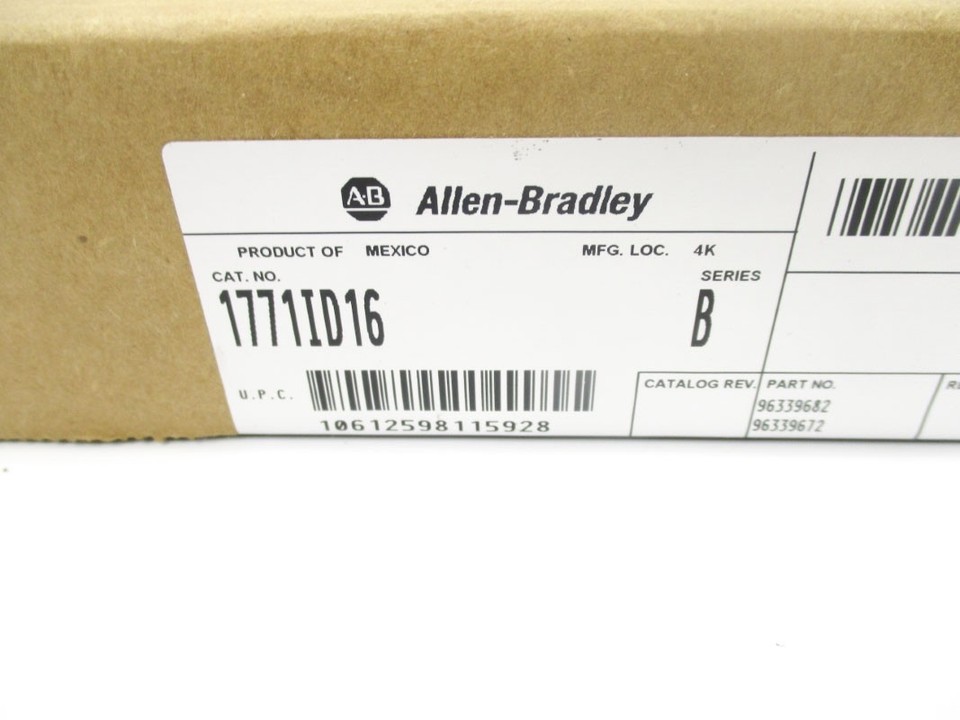 A·B Allen-Bradley
PRODUCT OF MEXICO MFG. LOC. 4K
CAT. NO. SERIES
1771ID16 B
U.P.C.
10612598115928
CATALOG REV. PART NO.
96339682
96339672